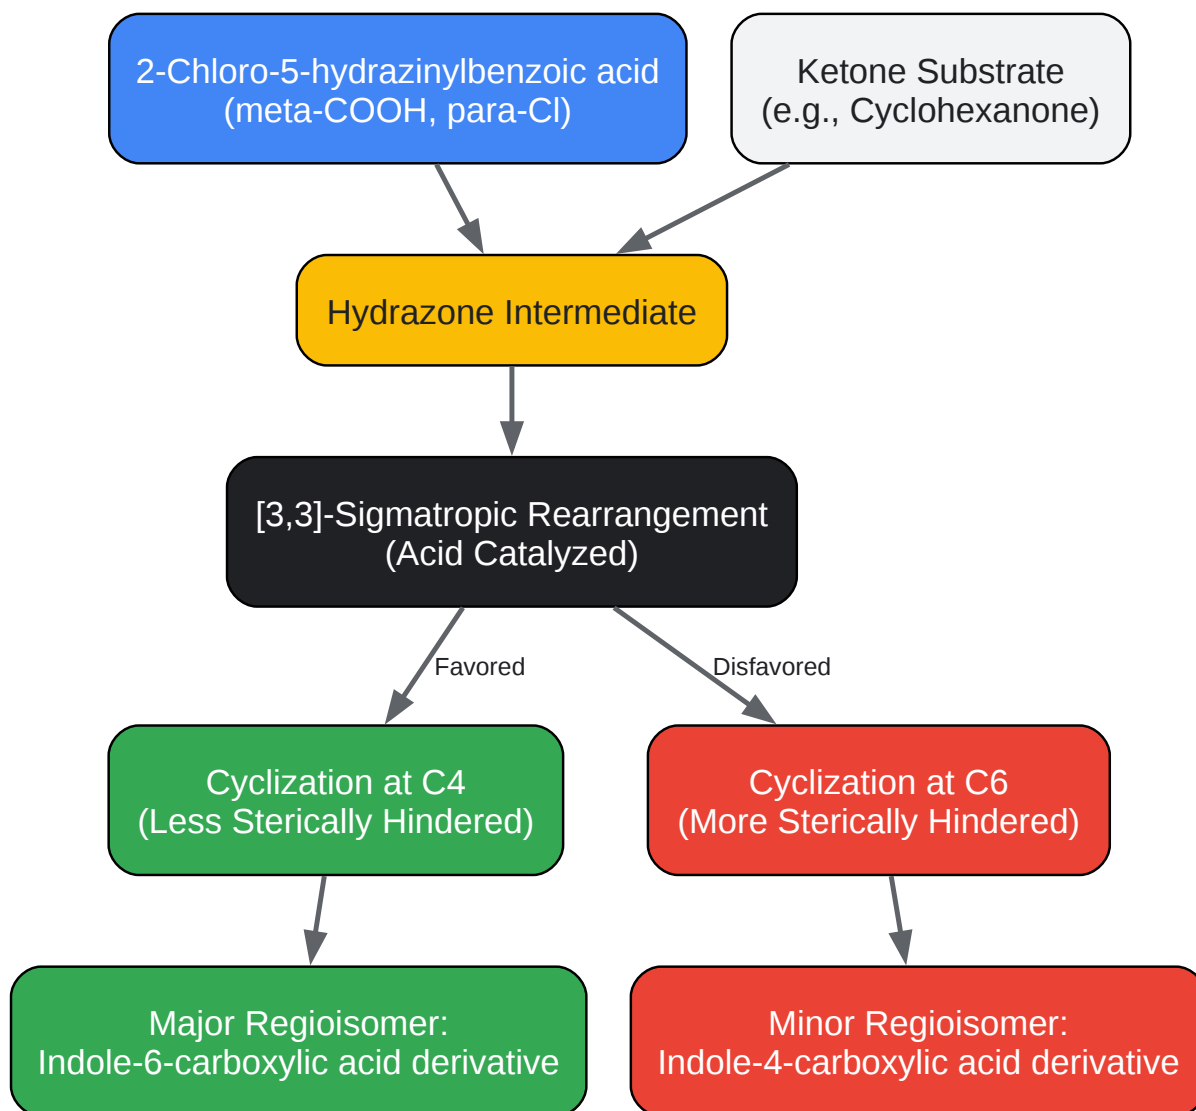 2-Chloro-5-hydrazinylbenzoic acid
(meta-COOH, para-Cl)
Ketone Substrate
(e.g., Cyclohexanone)
Hydrazone Intermediate
[3,3]-Sigmatropic Rearrangement
(Acid Catalyzed)
Favored
Disfavored
Cyclization at C4
(Less Sterically Hindered)
Cyclization at C6
(More Sterically Hindered)
Major Regioisomer:
Indole-6-carboxylic acid derivative
Minor Regioisomer:
Indole-4-carboxylic acid derivative